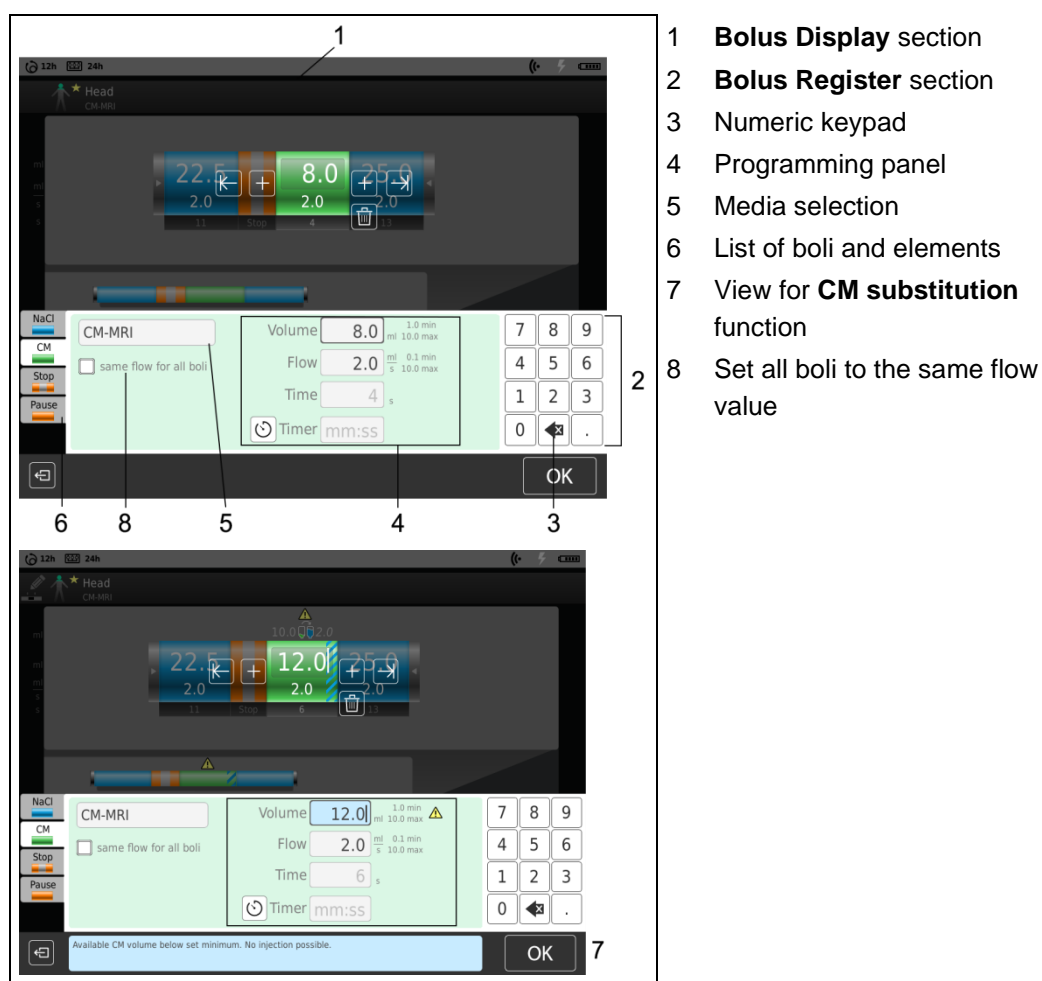 1
12h 24h
Head
CM-MRI
ml
ml
s
s
22.5 8.0 25.0
2.0 2.0 2.0
11 Stop 4 13
NaCl
CM
Stop
Pause
CM-MRI
same flow for all boli
Volume 8.0 ml 1.0 min 10.0 max
Flow 2.0 ml/s 0.1 min 10.0 max
Time 4 s
Timer mm:ss
7 8 9
4 5 6
1 2 3
0 .
2
OK
6 8 5 4 3
12h 24h
Head
CM-MRI
10.0 2.0
ml
ml
ml
s
s
22.5 12.0 25.0
2.0 2.0 2.0
11 Stop 6 13
NaCl
CM
Stop
Pause
CM-MRI
same flow for all boli
Volume 12.0 ml 1.0 min 10.0 max
Flow 2.0 ml/s 0.1 min 10.0 max
Time 6 s
Timer mm:ss
7 8 9
4 5 6
1 2 3
0 .
Available CM volume below set minimum. No injection possible.
OK
7
1 Bolus Display section
2 Bolus Register section
3 Numeric keypad
4 Programming panel
5 Media selection
6 List of boli and elements
7 View for CM substitution
function
8 Set all boli to the same flow
value